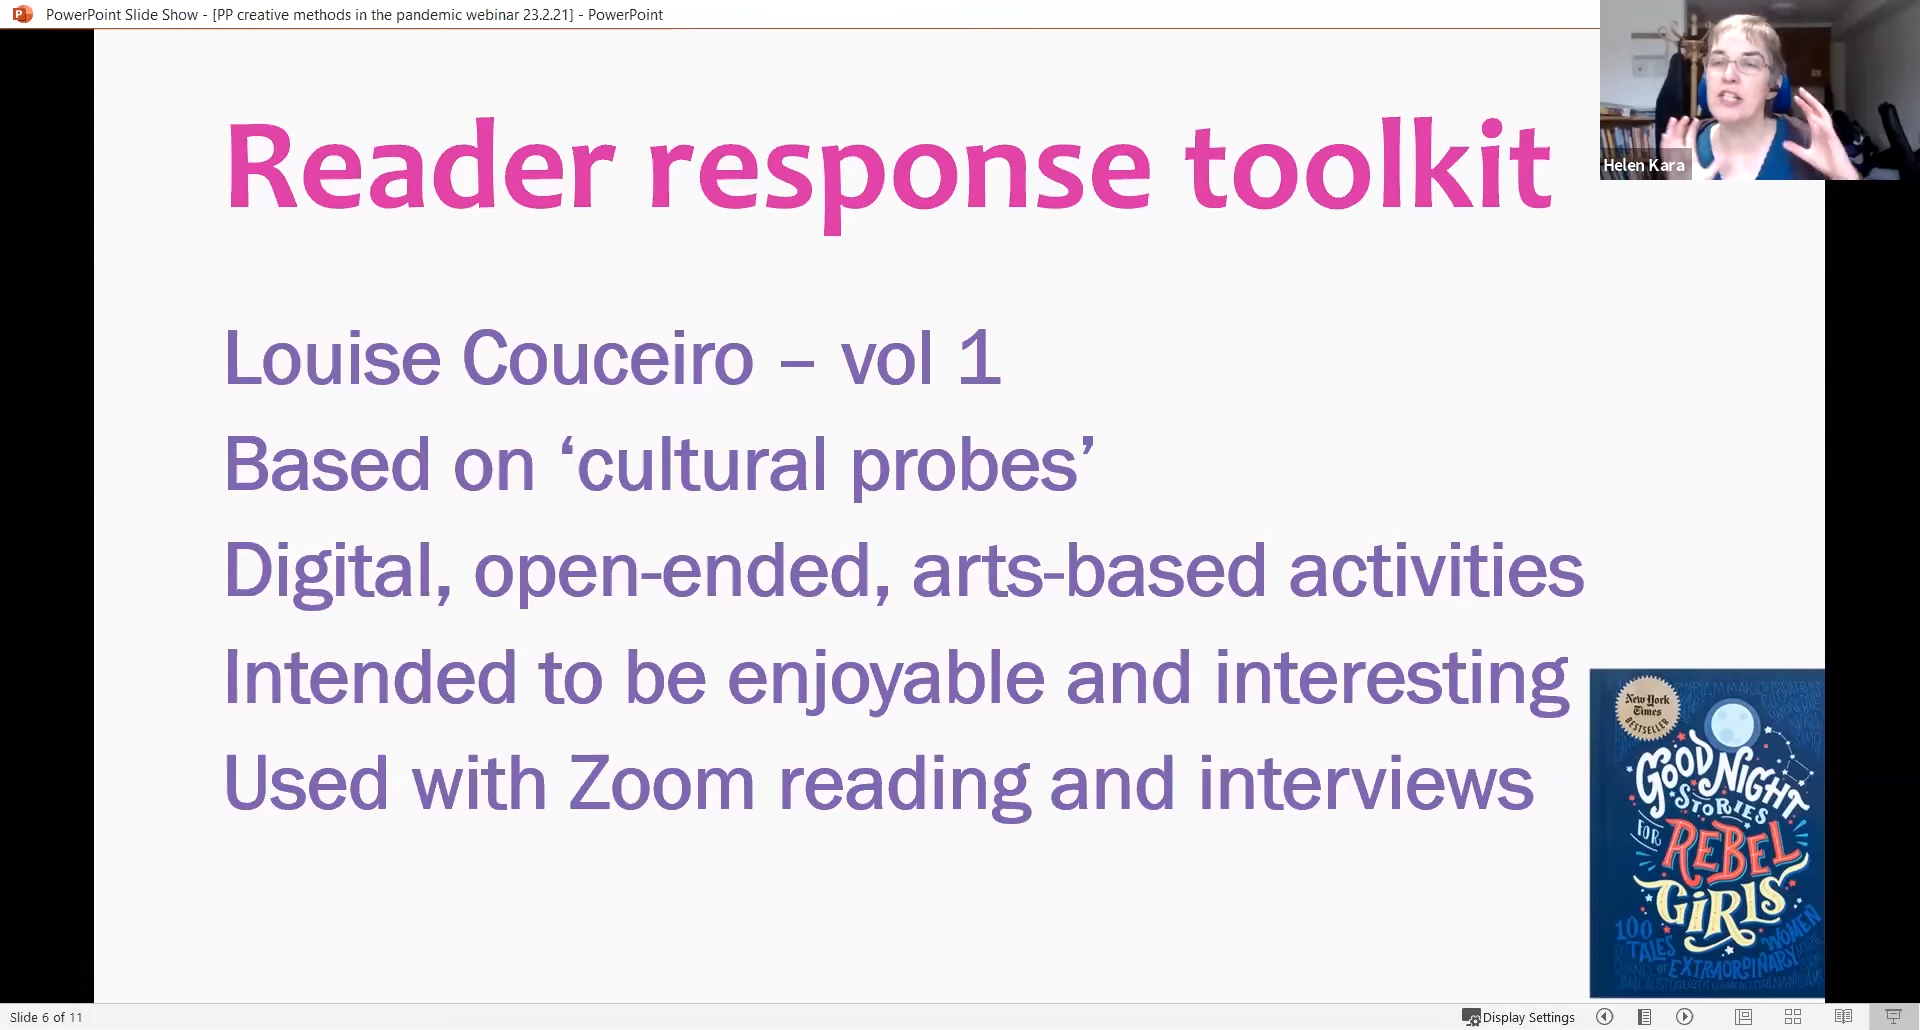 PowerPoint Slide Show - [PP creative methods in the pandemic webinar 23.2.21] - PowerPoint
Helen Kara
Reader response toolkit
Louise Couceiro – vol 1
Based on ‘cultural probes’
Digital, open-ended, arts-based activities
Intended to be enjoyable and interesting
Used with Zoom reading and interviews
New York
Times
BESTSELLER
GOOD NIGHT
STORIES
FOR
REBEL
GIRLS
100
TALES
OF EXTRAORDINARY
WOMEN
Slide 6 of 11
Display Settings